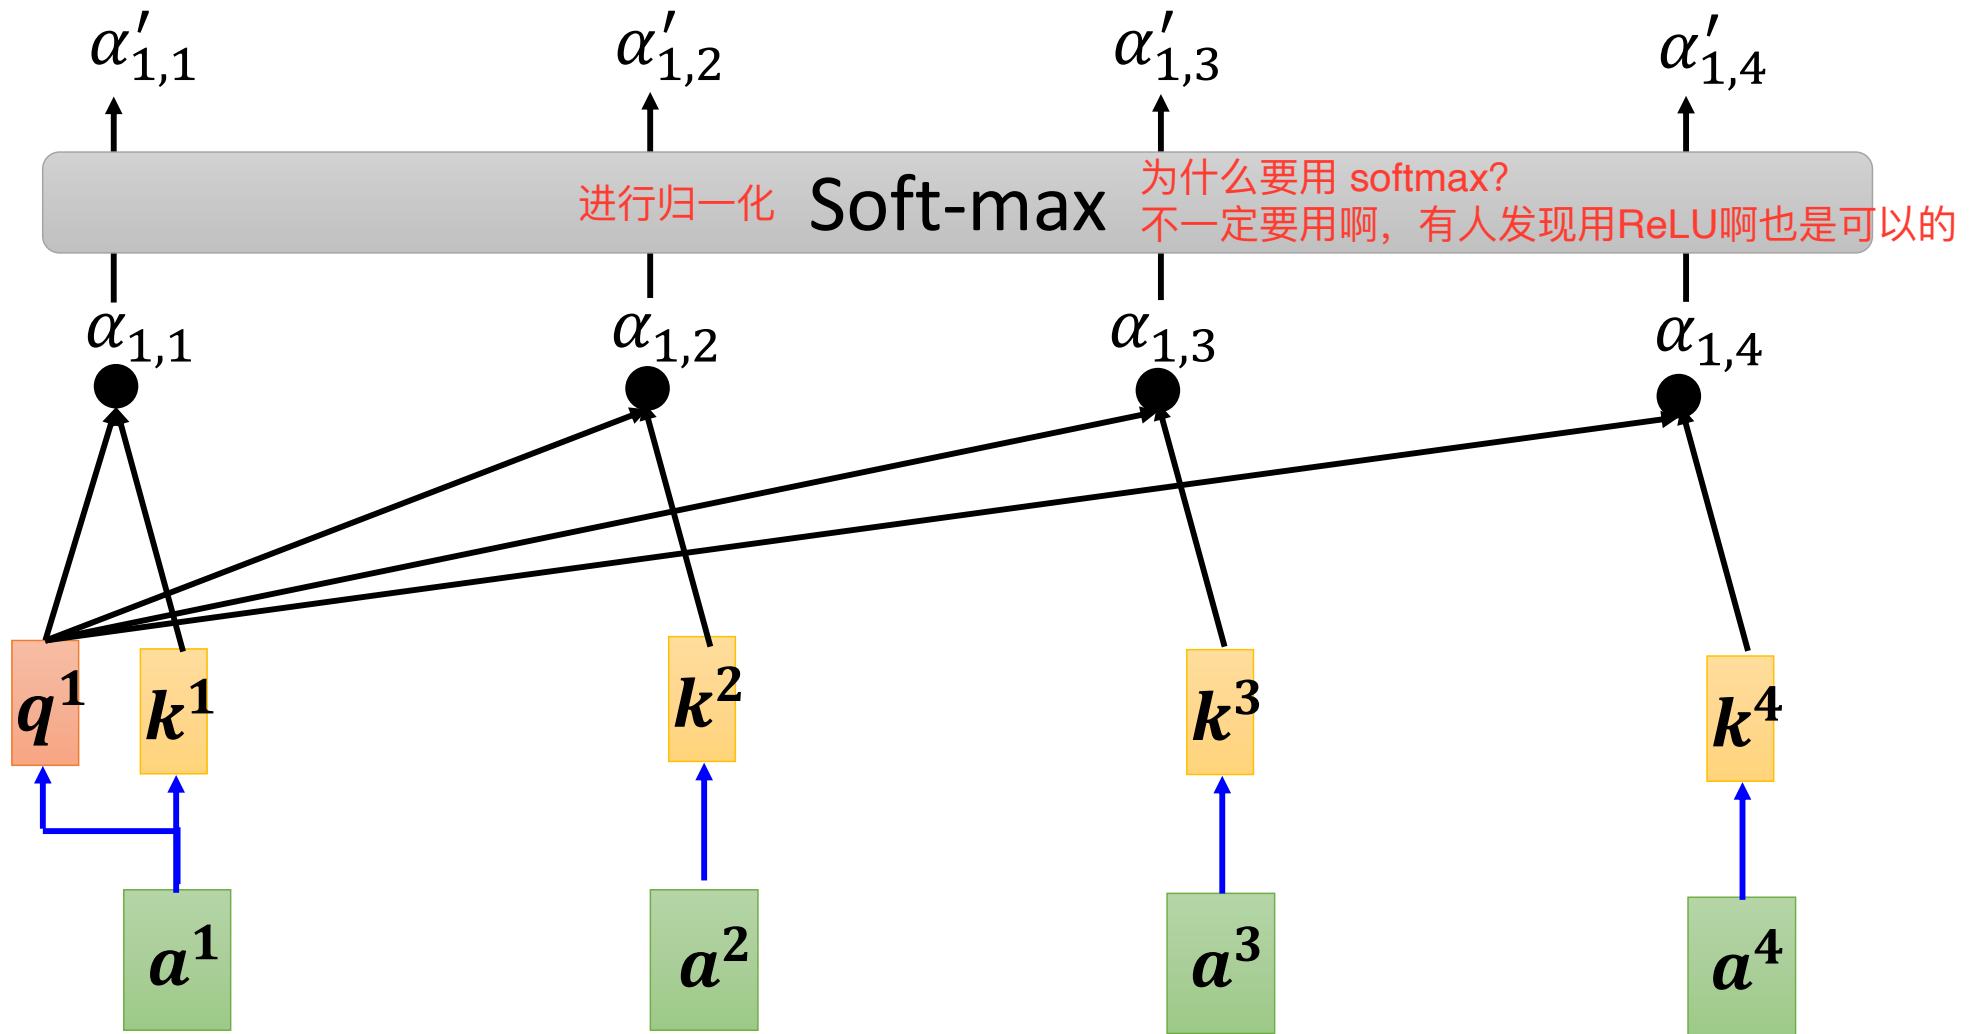 α′1,1 α′1,2 α′1,3 α′1,4
进行归一化 Soft-max 为什么要用 softmax?
不一定要用啊，有人发现用ReLU啊也是可以的
α1,1 α1,2 α1,3 α1,4
q¹ k¹ k² k³ k⁴
a¹ a² a³ a⁴